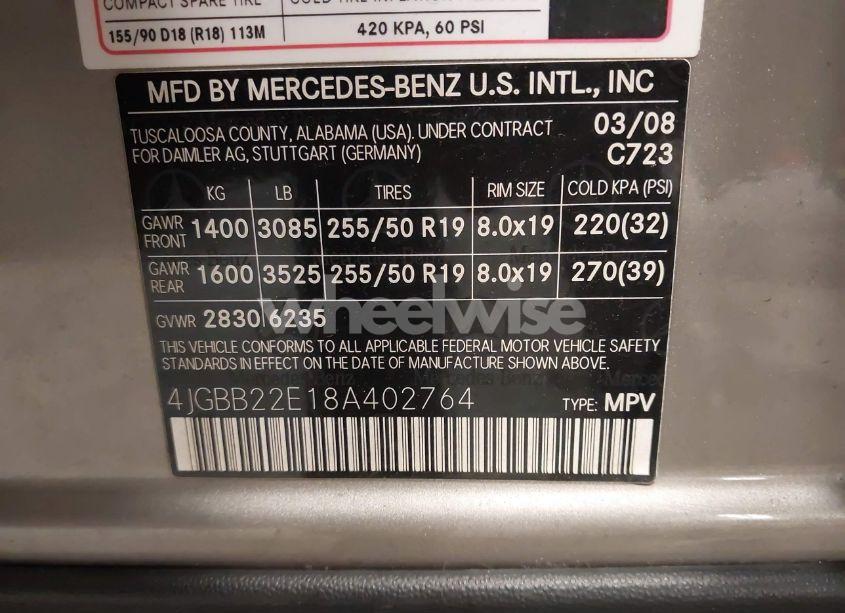 COMPACT SPARE TIRE
155/90 D18 (R18) 113M 420 KPA, 60 PSI
MFD BY MERCEDES-BENZ U.S. INTL., INC
TUSCALOOSA COUNTY, ALABAMA (USA). UNDER CONTRACT 03/08
FOR DAIMLER AG, STUTTGART (GERMANY) C723
KG LB TIRES RIM SIZE COLD KPA (PSI)
GAWR FRONT 1400 3085 255/50 R19 8.0x19 220(32)
GAWR REAR 1600 3525 255/50 R19 8.0x19 270(39)
wheelwise
GVWR 2830 6235
THIS VEHICLE CONFORMS TO ALL APPLICABLE FEDERAL MOTOR VEHICLE SAFETY
STANDARDS IN EFFECT ON THE DATE OF MANUFACTURE SHOWN ABOVE.
4JGBB22E18A402764 TYPE: MPV